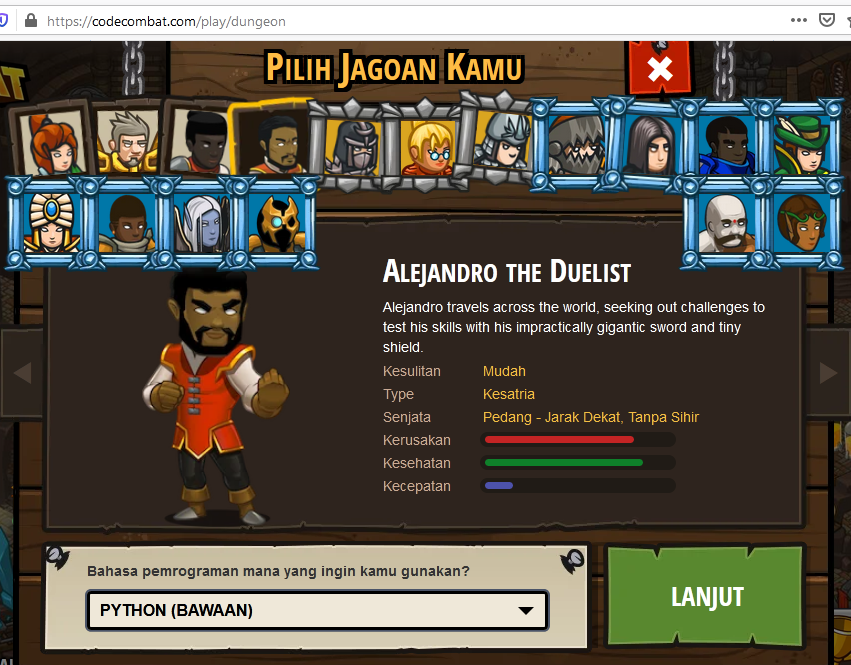 https://codecombat.com/play/dungeon
AT
PILIH JAGOAN KAMU
ALEJANDRO THE DUELIST
Alejandro travels across the world, seeking out challenges to
test his skills with his impractically gigantic sword and tiny
shield.
Kesulitan Mudah
Type Kesatria
Senjata Pedang - Jarak Dekat, Tanpa Sihir
Kerusakan
Kesehatan
Kecepatan
Bahasa pemrograman mana yang ingin kamu gunakan?
PYTHON (BAWAAN)
LANJUT